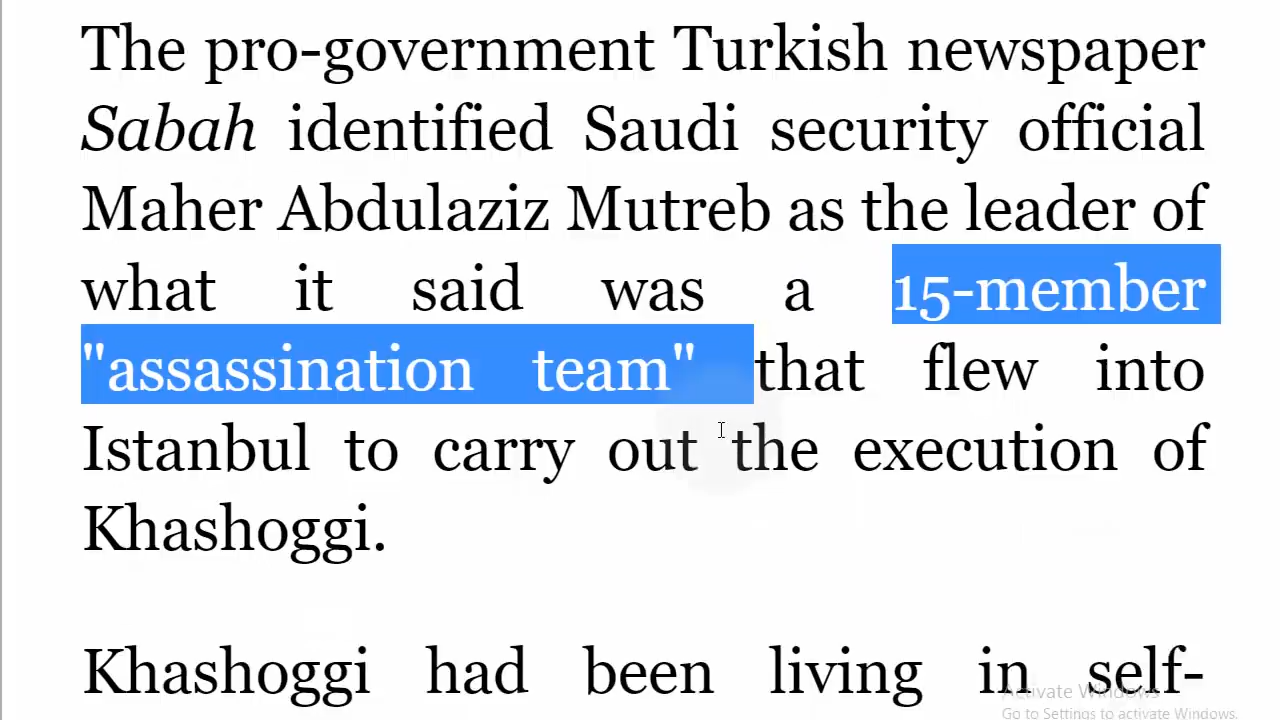 The pro-government Turkish newspaper
Sabah identified Saudi security official
Maher Abdulaziz Mutreb as the leader of
what it said was a 15-member
"assassination team" that flew into
Istanbul to carry out the execution of
Khashoggi.
Khashoggi had been living in self-
Activate Windows
Go to Settings to activate Windows.